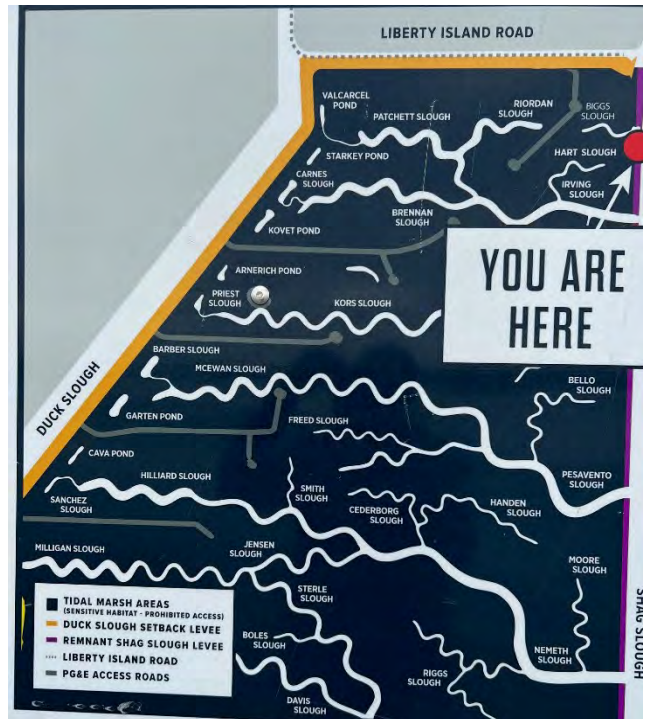 LIBERTY ISLAND ROAD
VALCARCEL
POND
PATCHETT SLOUGH
RIORDAN
SLOUGH
BIGGS
SLOUGH
STARKEY POND
HART SLOUGH
CARNES
SLOUGH
IRVING
SLOUGH
BRENNAN
SLOUGH
KOVET POND
YOU ARE
HERE
ARNERICH POND
PRIEST
SLOUGH
KORS SLOUGH
BARBER SLOUGH
MCEWAN SLOUGH
BELLO
SLOUGH
DUCK SLOUGH
GARTEN POND
FREED SLOUGH
CAVA POND
HILLIARD SLOUGH
PESAVENTO
SLOUGH
SANCHEZ
SLOUGH
SMITH
SLOUGH
CEDERBORG
SLOUGH
HANDEN
SLOUGH
MILLIGAN SLOUGH
JENSEN
SLOUGH
MOORE
SLOUGH
STERLE
SLOUGH
SHAG SLOUGH
BOLES
SLOUGH
NEMETH
SLOUGH
RIGGS
SLOUGH
DAVIS
SLOUGH
TIDAL MARSH AREAS
(SENSITIVE HABITAT - PROHIBITED ACCESS)
DUCK SLOUGH SETBACK LEVEE
REMNANT SHAG SLOUGH LEVEE
LIBERTY ISLAND ROAD
PG&E ACCESS ROADS